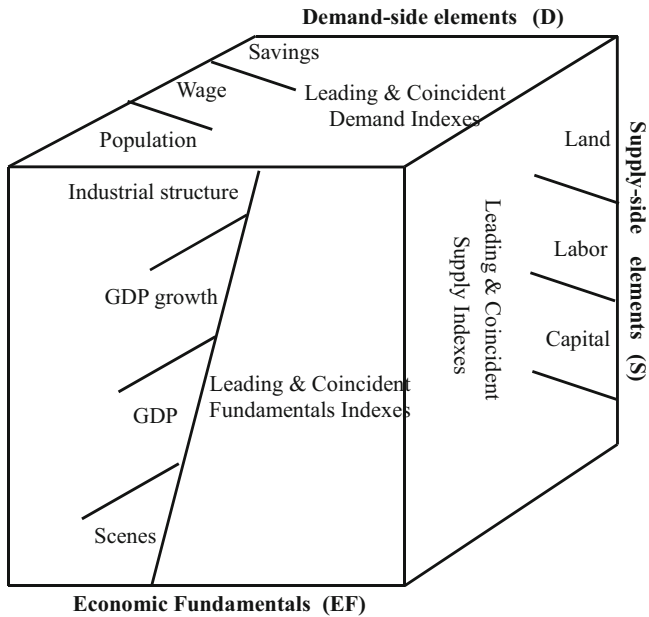 Demand-side elements (D)
Savings
Wage
Leading & Coincident
Demand Indexes
Population
Land
Industrial structure
Supply-side elements (S)
Leading & Coincident
Supply Indexes
Labor
GDP growth
Capital
Leading & Coincident
Fundamentals Indexes
GDP
Scenes
Economic Fundamentals (EF)